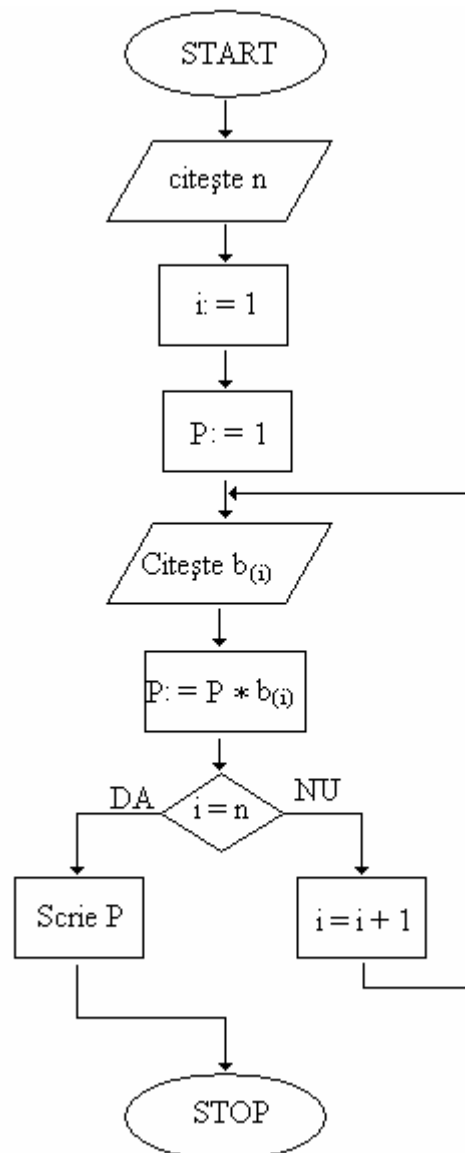 START
citeşte n
i: = 1
P: = 1
Citeşte b(i)
P: = P * b(i)
DA
i = n
NU
Scrie P
i = i + 1
STOP